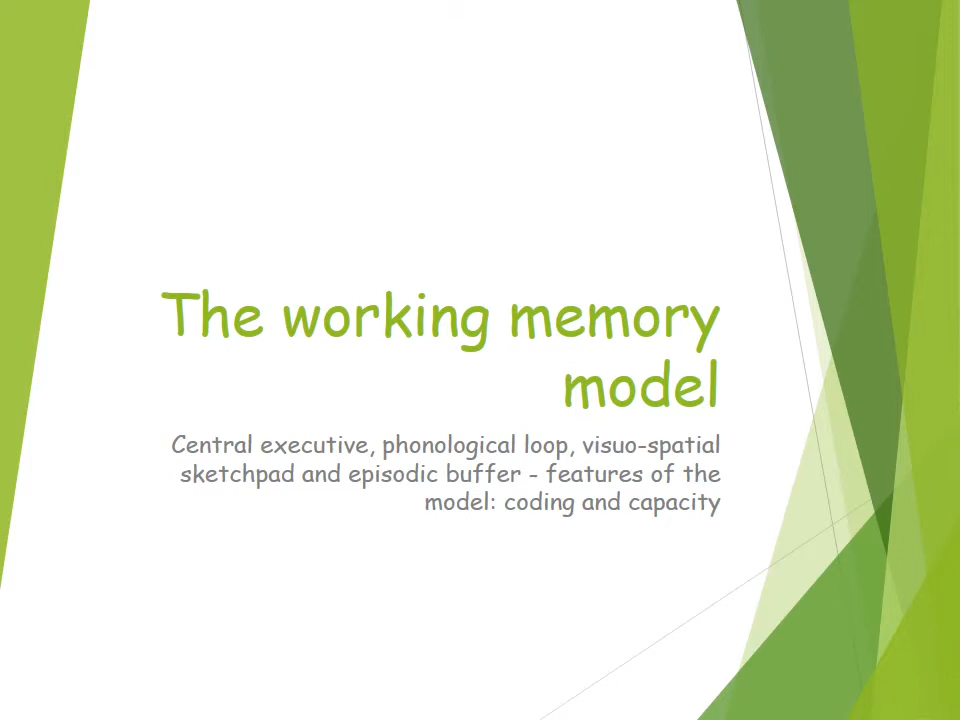 The working memory
model
Central executive, phonological loop, visuo-spatial
sketchpad and episodic buffer - features of the
model: coding and capacity